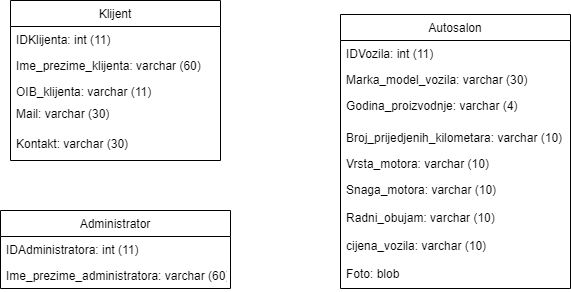 Klijent
IDKlijenta: int (11)
Ime_prezime_klijenta: varchar (60)
OIB_klijenta: varchar (11)
Mail: varchar (30)
Kontakt: varchar (30)
Administrator
IDAdministratora: int (11)
Ime_prezime_administratora: varchar (60
Autosalon
IDVozila: int (11)
Marka_model_vozila: varchar (30)
Godina_proizvodnje: varchar (4)
Broj_prijedjenih_kilometara: varchar (10)
Vrsta_motora: varchar (10)
Snaga_motora: varchar (10)
Radni_obujam: varchar (10)
cijena_vozila: varchar (10)
Foto: blob